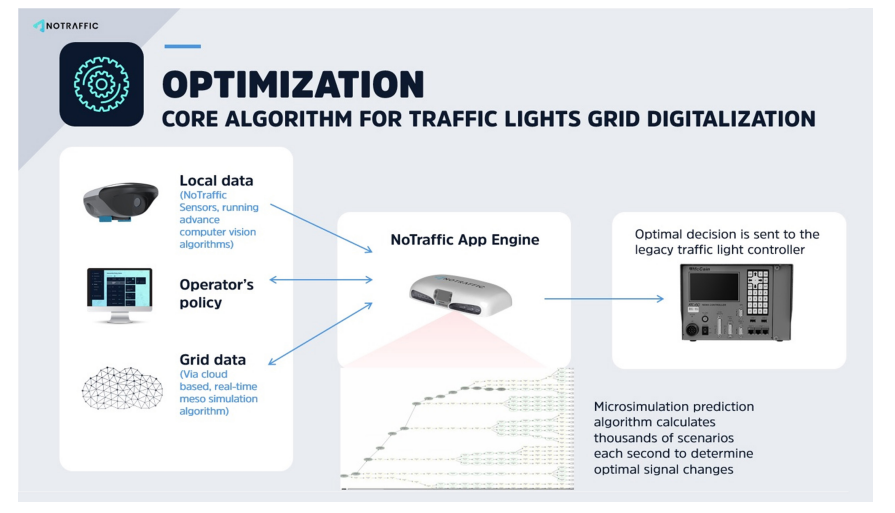 NOTRAFFIC
OPTIMIZATION
CORE ALGORITHM FOR TRAFFIC LIGHTS GRID DIGITALIZATION
Local data
(NoTraffic
Sensors, running
advance
computer vision
algorithms)
Operator's
policy
Grid data
(Via cloud
based, real-time
meso simulation
algorithm)
NoTraffic App Engine
NOTRAFFIC
Optimal decision is sent to the
legacy traffic light controller
Microsimulation prediction
algorithm calculates
thousands of scenarios
each second to determine
optimal signal changes